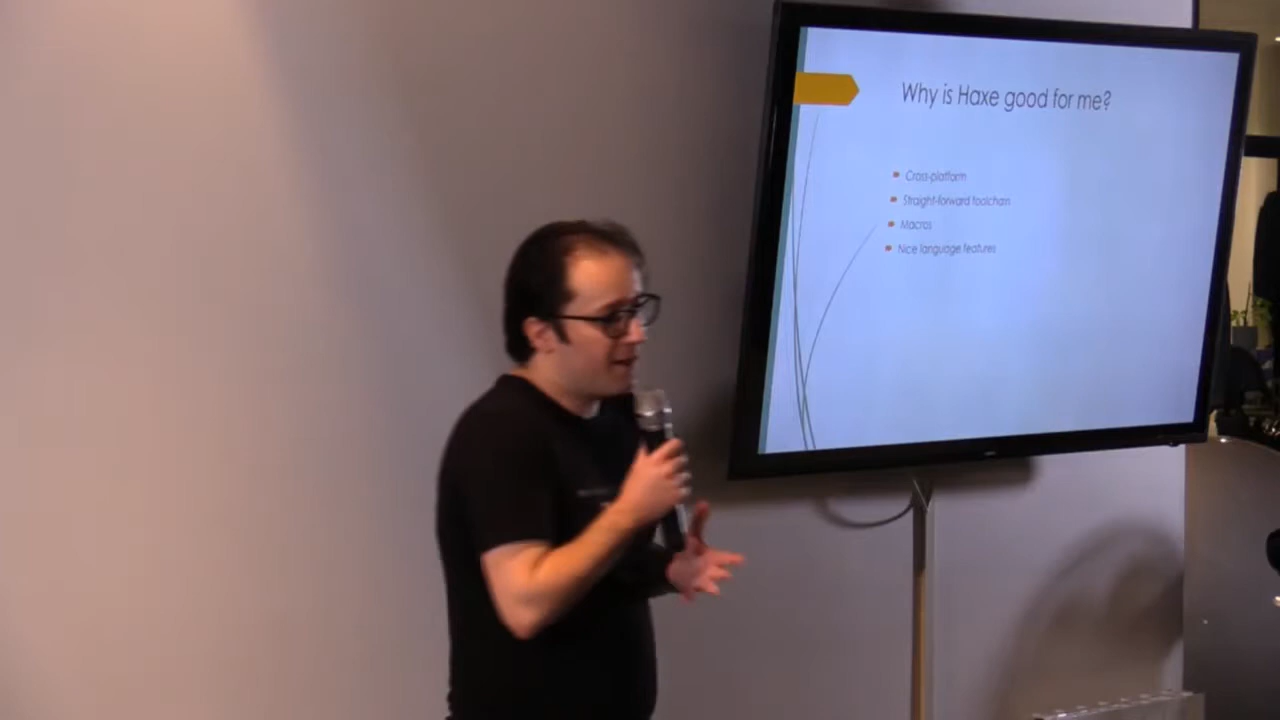 Why is Haxe good for me?
Cross-platform
Straight-forward toolchain
Macros
Nice language features